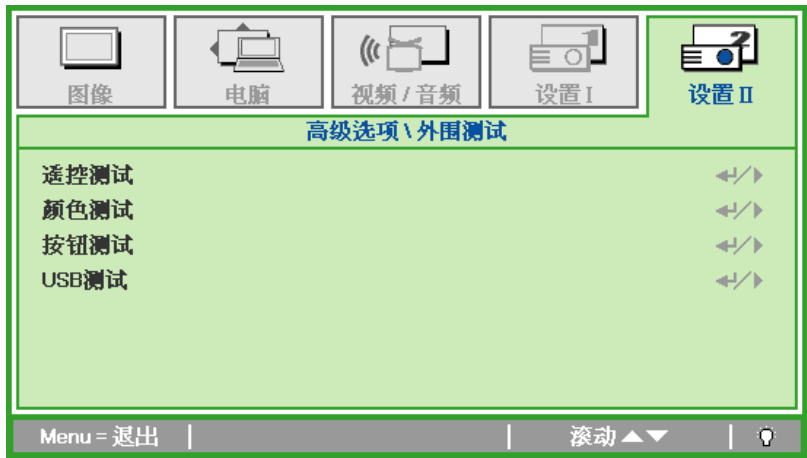 图像 电脑 视频 / 音频 设置 I 设置 II
高级选项 \ 外围测试
遥控测试
颜色测试
按钮测试
USB测试
Menu = 退出 滚动▲▼